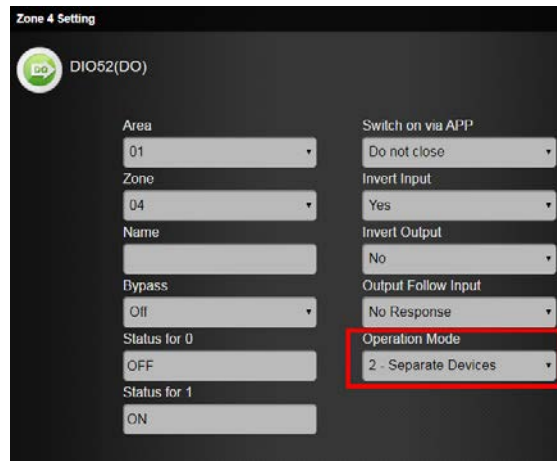 Zone 4 Setting
DO
DIO52(DO)
Area
01
Zone
04
Name
Bypass
Off
Status for 0
OFF
Status for 1
ON
Switch on via APP
Do not close
Invert Input
Yes
Invert Output
No
Output Follow Input
No Response
Operation Mode
2 - Separate Devices